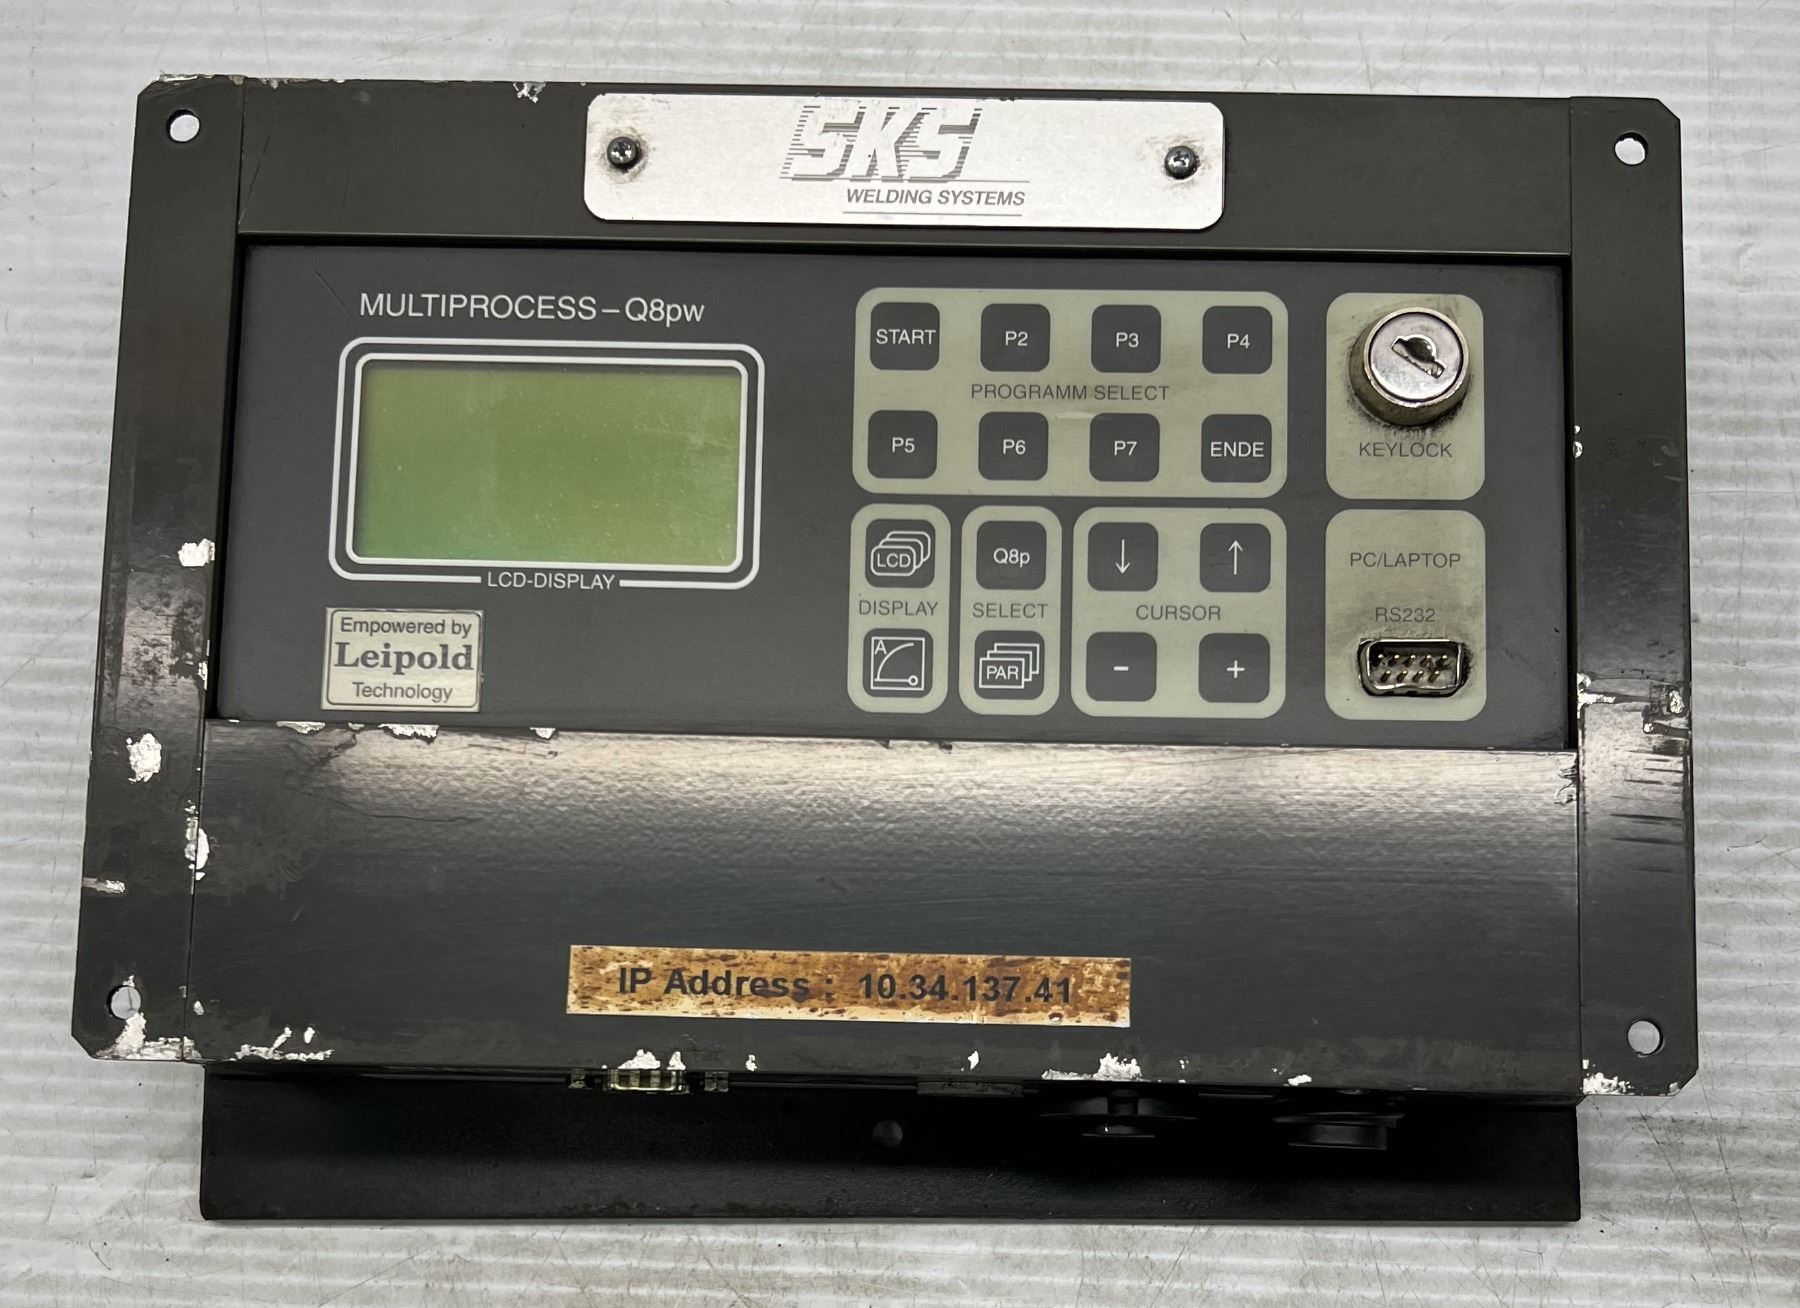 SKS
WELDING SYSTEMS
MULTIPROCESS–Q8pw
LCD-DISPLAY
Empowered by
Leipold
Technology
START P2 P3 P4
PROGRAMM SELECT
P5 P6 P7 ENDE
LCD
DISPLAY
A
Q8p
SELECT
PAR
↓ ↑
CURSOR
- +
KEYLOCK
PC/LAPTOP
RS232
IP Address : 10.34.137.41